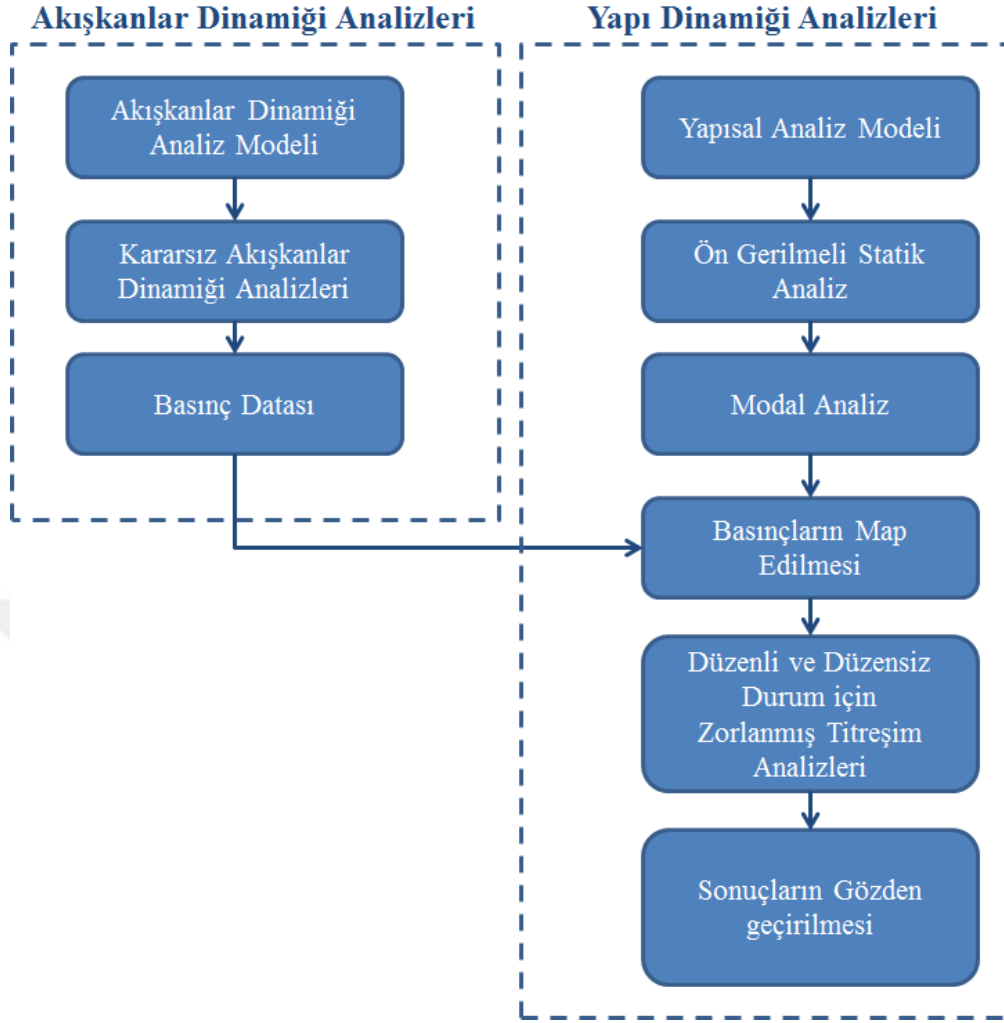 Akışkanlar Dinamiği Analizleri
Akışkanlar Dinamiği
Analiz Modeli
Kararsız Akışkanlar
Dinamiği Analizleri
Basınç Datası
Yapı Dinamiği Analizleri
Yapısal Analiz Modeli
Ön Gerilmeli Statik
Analiz
Modal Analiz
Basınçların Map
Edilmesi
Düzenli ve Düzensiz
Durum için
Zorlanmış Titreşim
Analizleri
Sonuçların Gözden
geçirilmesi